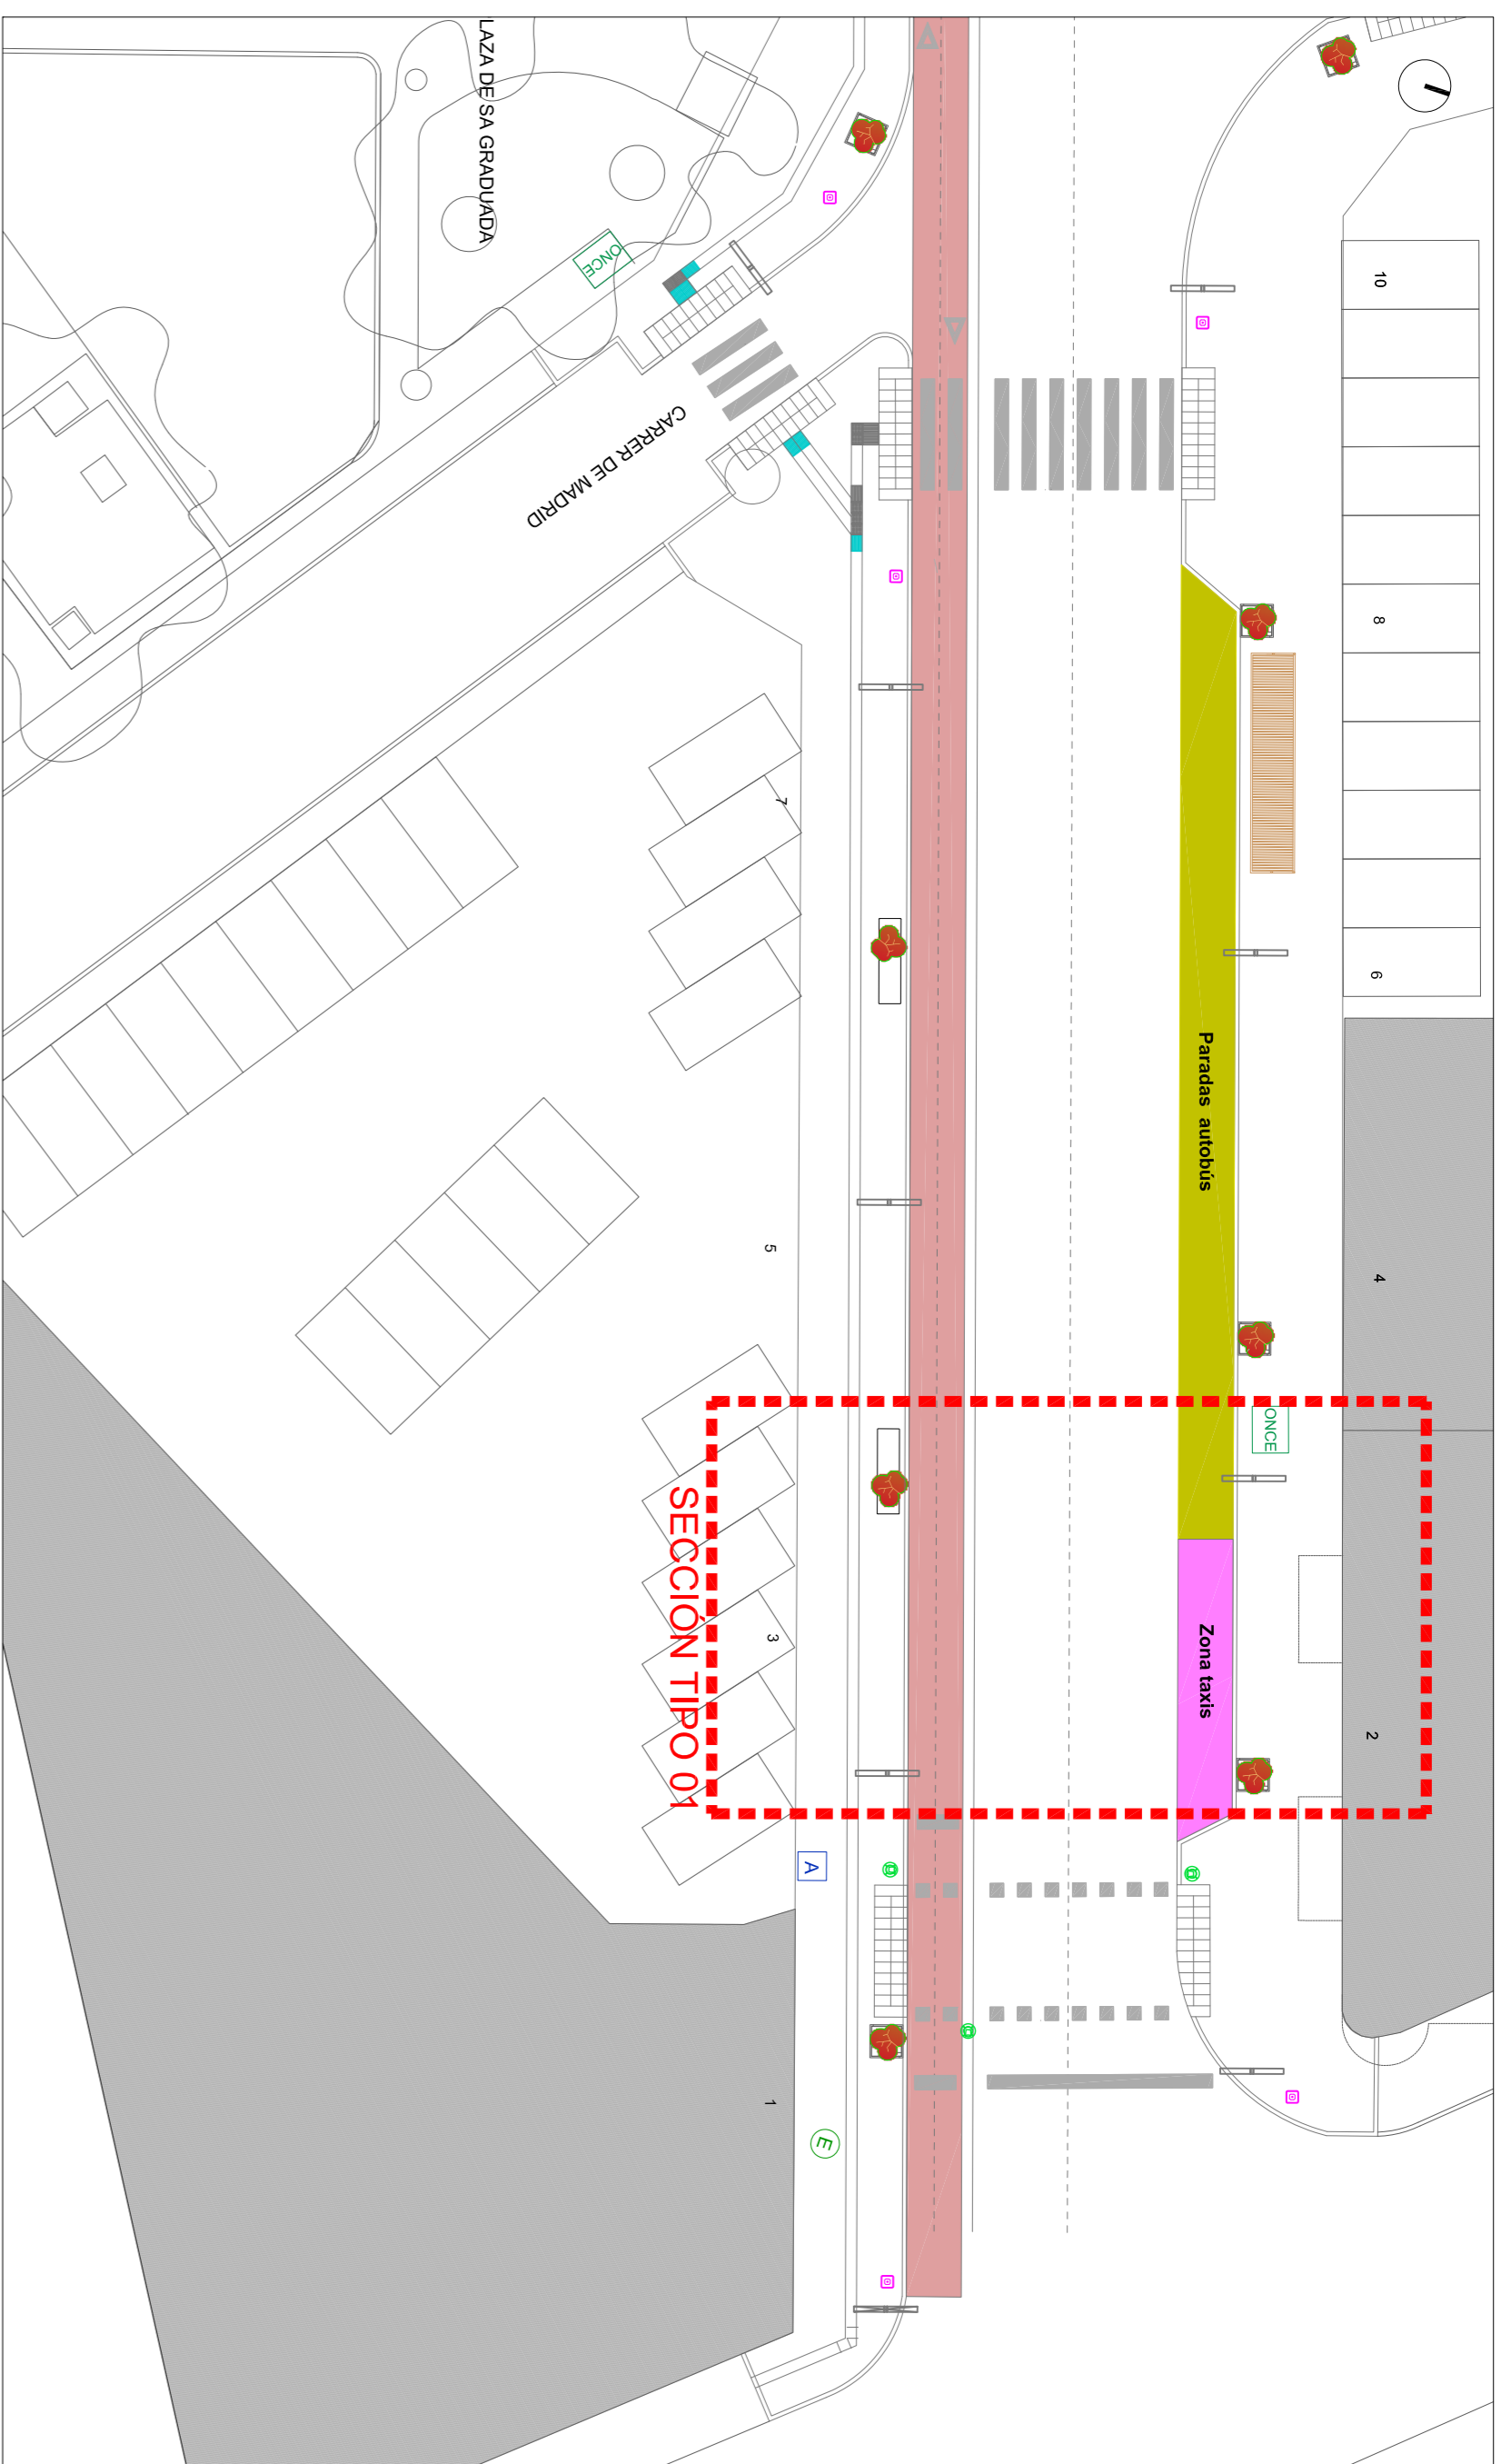 LAZA DE SA GRADUADA
ONCE
CARRER DE MADRID
10
8
7
6
Paradas autobús
5
4
ONCE
SECCIÓN TIPO 01
3
Zona taxis
2
A
1
E